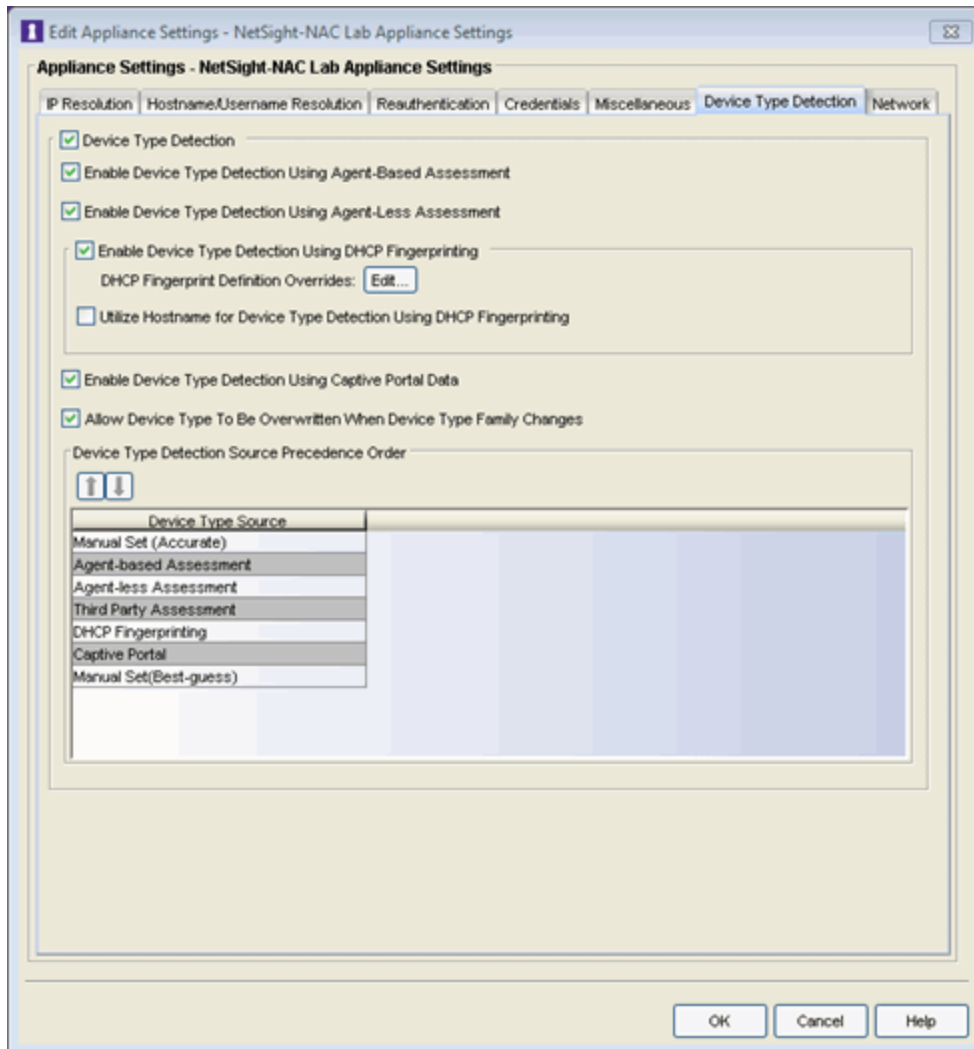 Edit Appliance Settings - NetSight-NAC Lab Appliance Settings
Appliance Settings - NetSight-NAC Lab Appliance Settings
IP Resolution Hostname/Username Resolution Reauthentication Credentials Miscellaneous Device Type Detection Network
Device Type Detection
Enable Device Type Detection Using Agent-Based Assessment
Enable Device Type Detection Using Agent-Less Assessment
Enable Device Type Detection Using DHCP Fingerprinting
DHCP Fingerprint Definition Overrides: Edit...
Utilize Hostname for Device Type Detection Using DHCP Fingerprinting
Enable Device Type Detection Using Captive Portal Data
Allow Device Type To Be Overwritten When Device Type Family Changes
Device Type Detection Source Precedence Order
Device Type Source
Manual Set (Accurate)
Agent-based Assessment
Agent-less Assessment
Third Party Assessment
DHCP Fingerprinting
Captive Portal
Manual Set(Best-guess)
OK Cancel Help